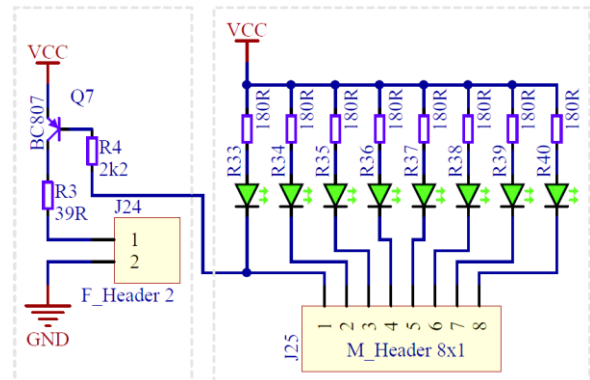 VCC
Q7
BC807
R4
2k2
R3
39R
J24
1
2
F_Header 2
GND
VCC
180R
180R
180R
180R
180R
180R
180R
180R
R33
R34
R35
R36
R37
R38
R39
R40
1
2
3
4
5
6
7
8
J25
M_Header 8x1